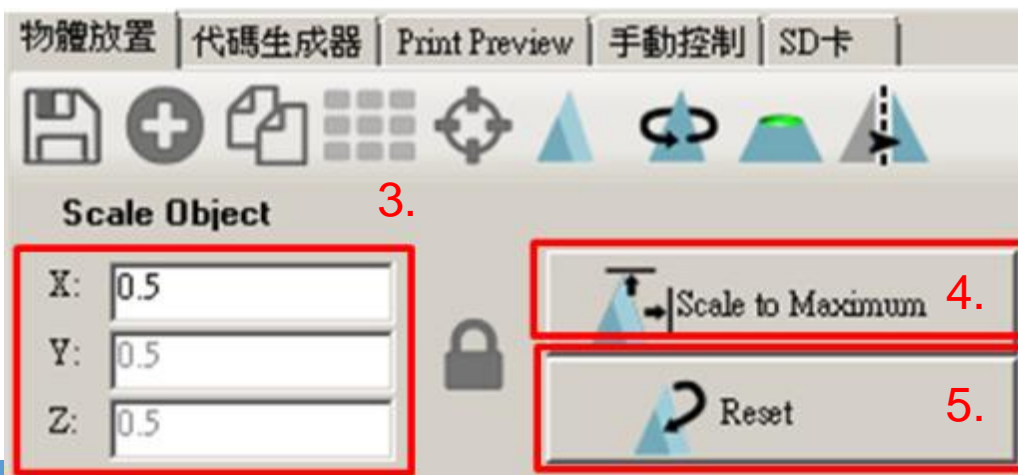 物體放置 代碼生成器 Print Preview 手動控制 SD卡
3.
Scale Object
X: 0.5
Scale to Maximum 4.
Y: 0.5
Z: 0.5
Reset 5.